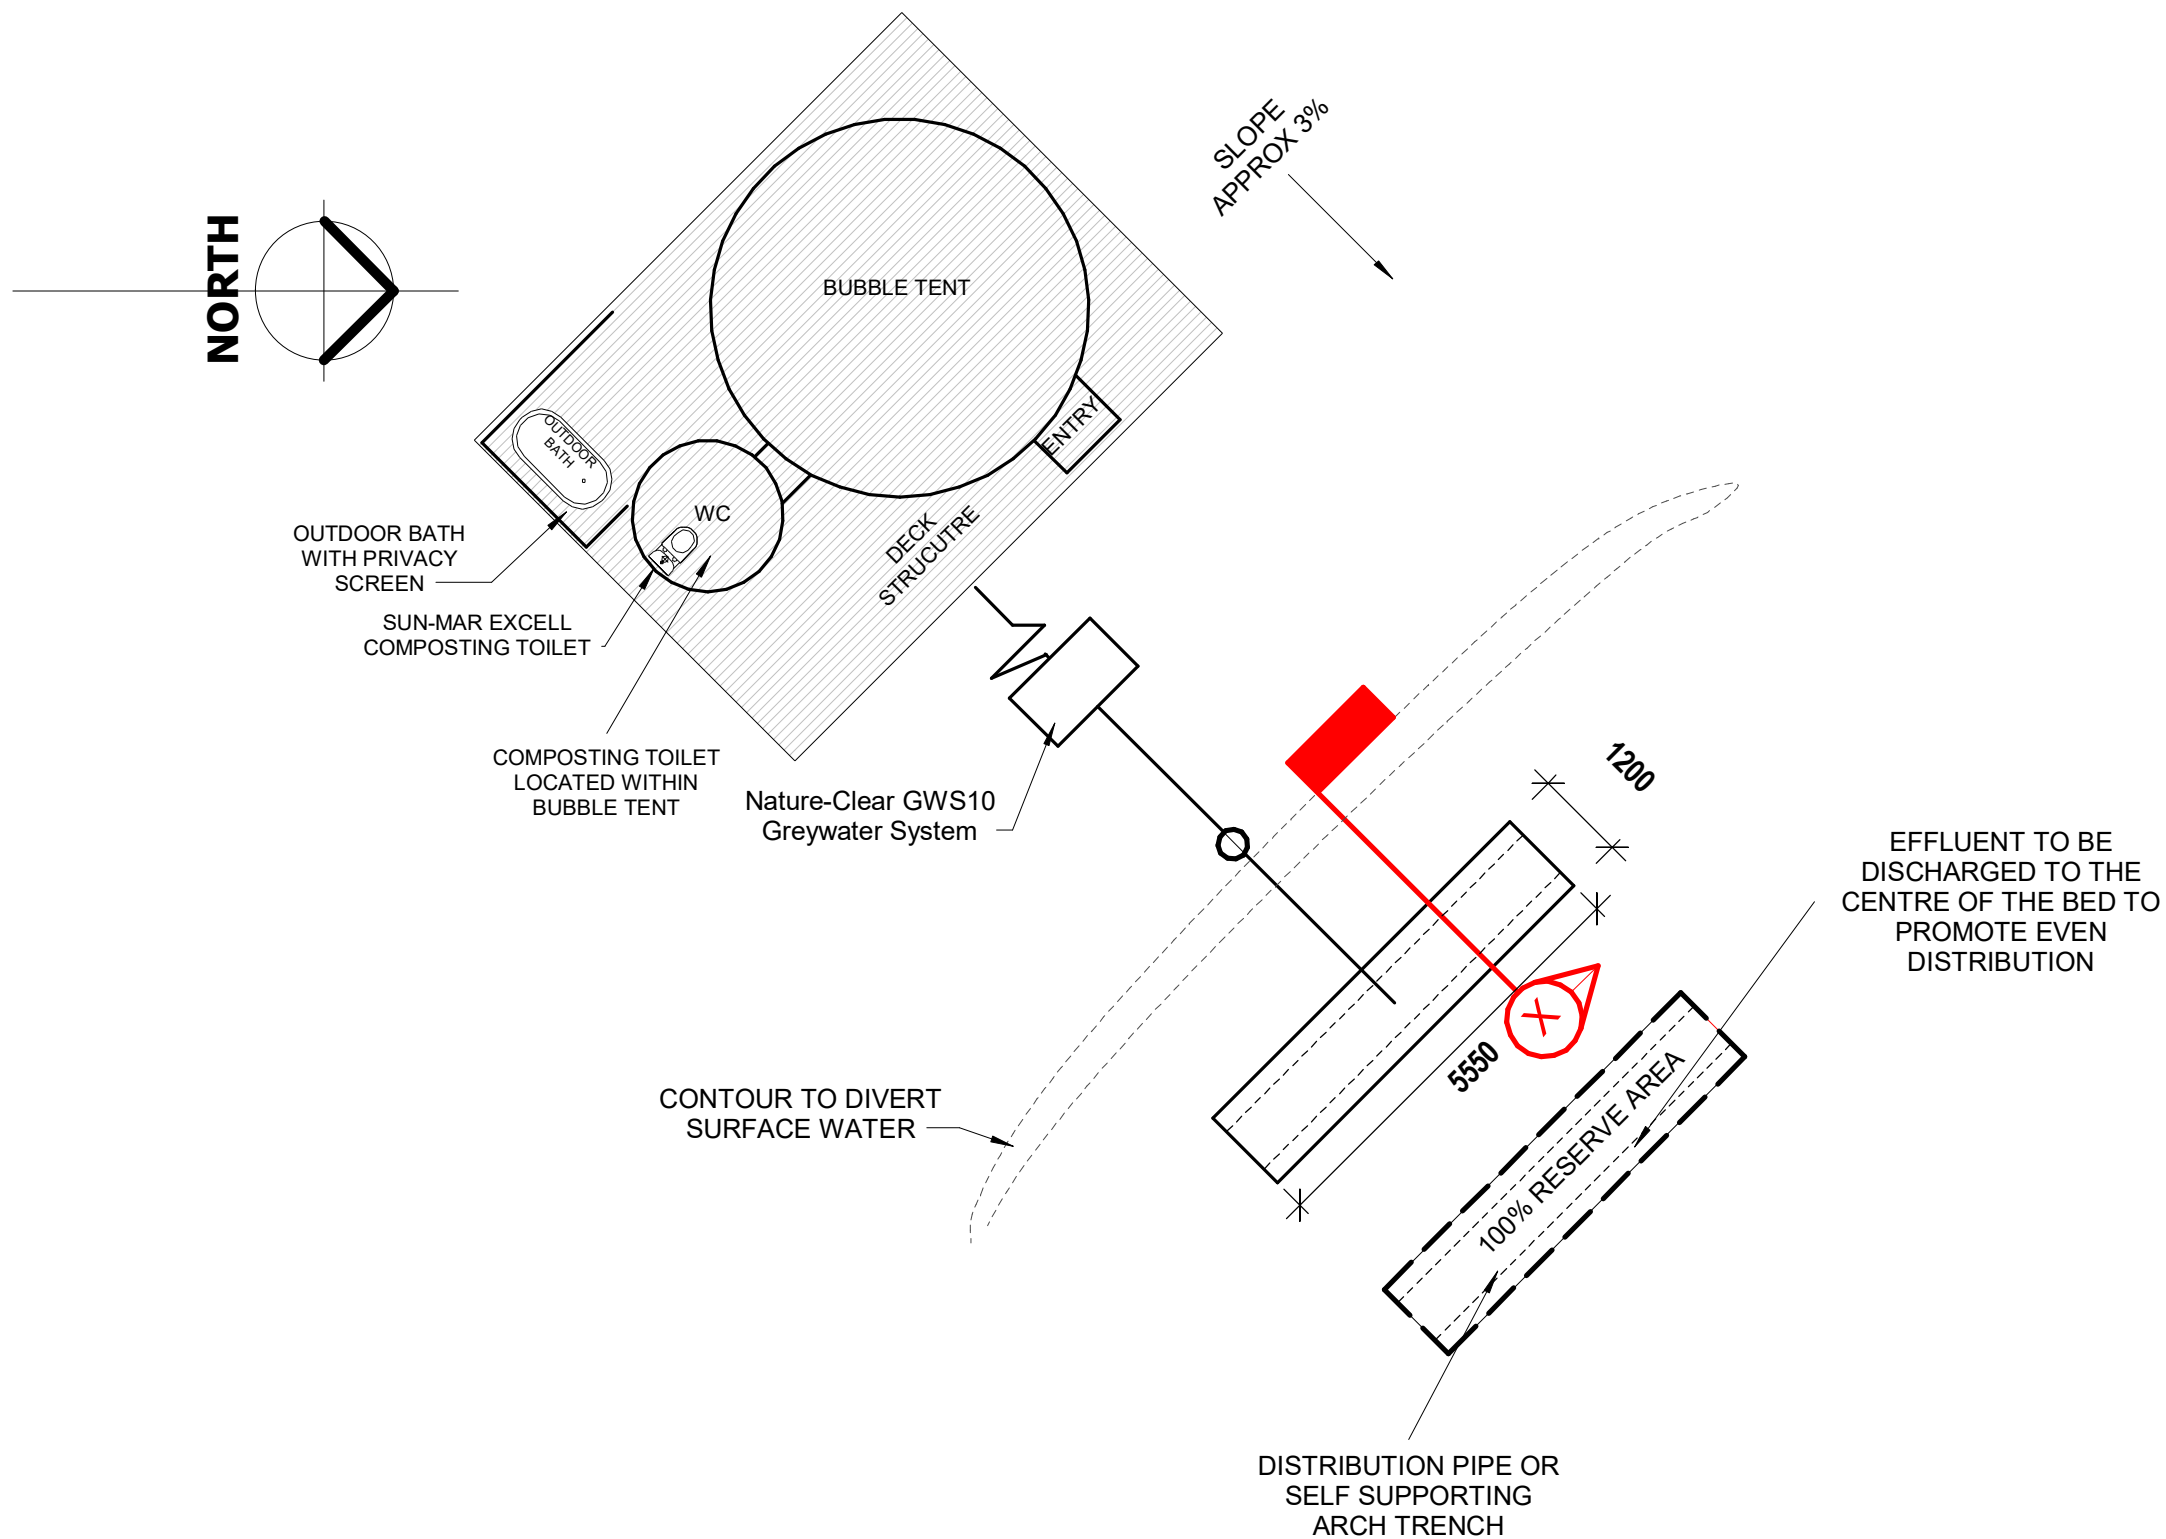 NORTH
SLOPE
APPROX 3%
BUBBLE TENT
ENTRY
OUTDOOR
BATH
WC
DECK
STRUCUTRE
OUTDOOR BATH
WITH PRIVACY
SCREEN
SUN-MAR EXCELL
COMPOSTING TOILET
COMPOSTING TOILET
LOCATED WITHIN
BUBBLE TENT
Nature-Clear GWS10
Greywater System
1200
EFFLUENT TO BE
DISCHARGED TO THE
CENTRE OF THE BED TO
PROMOTE EVEN
DISTRIBUTION
X
5550
CONTOUR TO DIVERT
SURFACE WATER
100% RESERVE AREA
DISTRIBUTION PIPE OR
SELF SUPPORTING
ARCH TRENCH